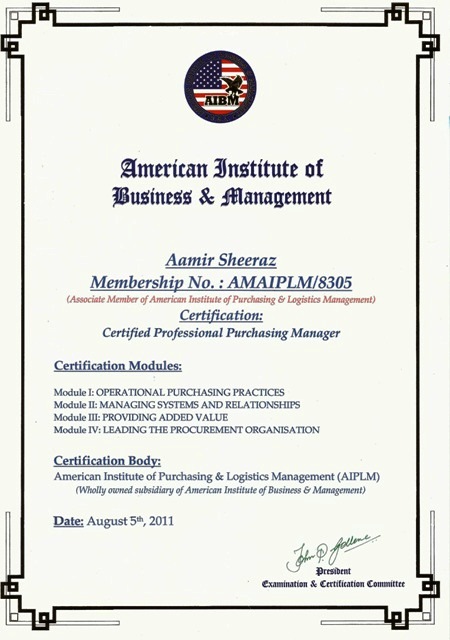 AIBM
American Institute of
Business & Management
Aamir Sheeraz
Membership No. : AMAIPLM/8305
(Associate Member of American Institute of Purchasing & Logistics Management)
Certification:
Certified Professional Purchasing Manager
Certification Modules:
Module I: OPERATIONAL PURCHASING PRACTICES
Module II: MANAGING SYSTEMS AND RELATIONSHIPS
Module III: PROVIDING ADDED VALUE
Module IV: LEADING THE PROCUREMENT ORGANISATION
Certification Body:
American Institute of Purchasing & Logistics Management (AIPLM)
(Wholly owned subsidiary of American Institute of Business & Management)
Date: August 5th, 2011
John P.
President
Examination & Certification Committee